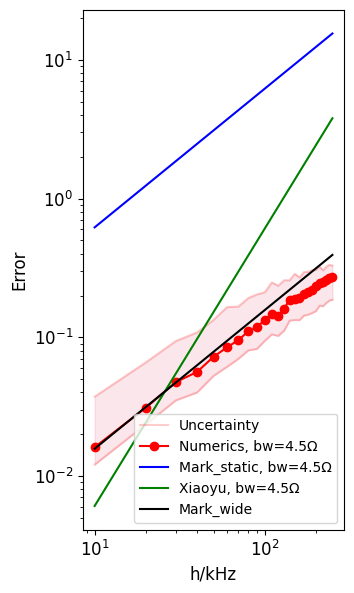 10¹
10⁰
10⁻¹
10⁻²
Error
Uncertainty
Numerics, bw=4.5Ω
Mark_static, bw=4.5Ω
Xiaoyu, bw=4.5Ω
Mark_wide
10¹ 10²
h/kHz